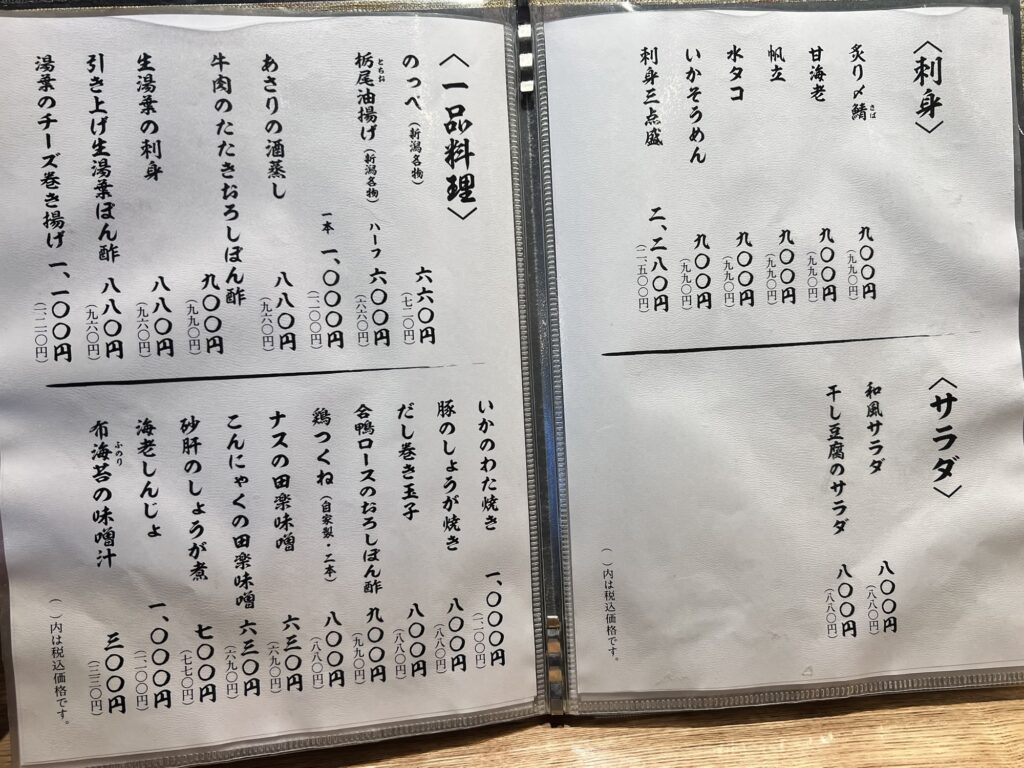 〈刺身〉
炙り〆鯖 九〇〇円
さば
(九九〇円)
甘海老 九〇〇円
(九九〇円)
帆立 九〇〇円
(九九〇円)
水タコ 九〇〇円
(九九〇円)
いかそうめん 九〇〇円
(九九〇円)
刺身三点盛 二、二八〇円
(二、五〇〇円)
〈サラダ〉
和風サラダ 八〇〇円
(八八〇円)
干し豆腐のサラダ 八〇〇円
(八八〇円)
( )内は税込価格です。
〈一品料理〉
のっぺ(新潟名物) 六六〇円
(七二〇円)
栃尾油揚げ(新潟名物) ハーフ 六〇〇円
とちお
(六六〇円)
一本 一、〇〇〇円
(一、一〇〇円)
あさりの酒蒸し 八八〇円
(九六〇円)
牛肉のたたきおろしぽん酢 九〇〇円
(九九〇円)
生湯葉の刺身 八八〇円
(九六〇円)
引き上げ生湯葉ぽん酢 八八〇円
(九六〇円)
湯葉のチーズ巻き揚げ 一、一〇〇円
(一、二一〇円)
いかのわた焼き 一、〇〇〇円
(一、一〇〇円)
豚のしょうが焼き 八〇〇円
(八八〇円)
だし巻き玉子 八〇〇円
(八八〇円)
合鴨ロースのおろしぽん酢 九〇〇円
(九九〇円)
鶏つくね(自家製・二本) 八〇〇円
(八八〇円)
ナスの田楽味噌 六三〇円
(六九〇円)
こんにゃくの田楽味噌 六三〇円
(六九〇円)
砂肝のしょうが煮 七〇〇円
(七七〇円)
海老しんじょ 一、〇〇〇円
(一、一〇〇円)
布海苔の味噌汁 三〇〇円
ふのり
(三三〇円)
( )内は税込価格です。